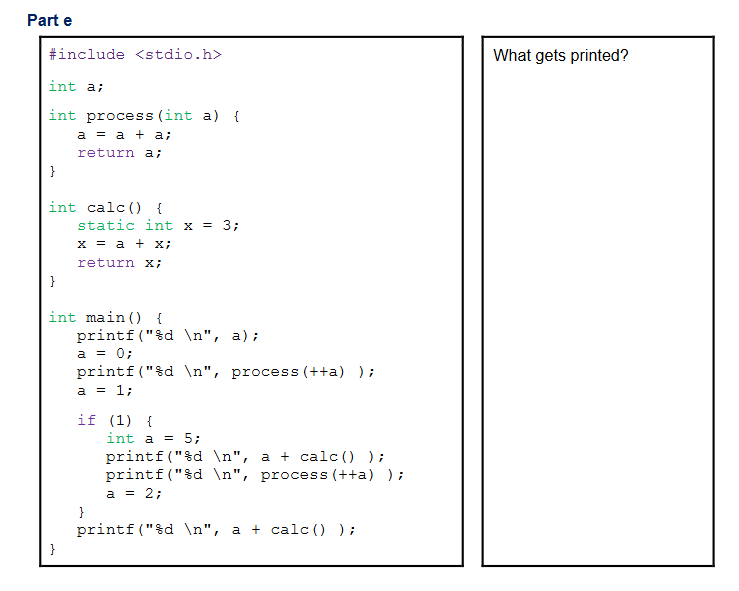 Part e
#include <stdio.h>
int a;
int process(int a) {
a = a + a;
return a;
}
int calc() {
static int x = 3;
x = a + x;
return x;
}
int main() {
printf("%d \n", a);
a = 0;
printf("%d \n", process(++a) );
a = 1;
if (1) {
int a = 5;
printf("%d \n", a + calc() );
printf("%d \n", process(++a) );
a = 2;
}
printf("%d \n", a + calc() );
}
What gets printed?